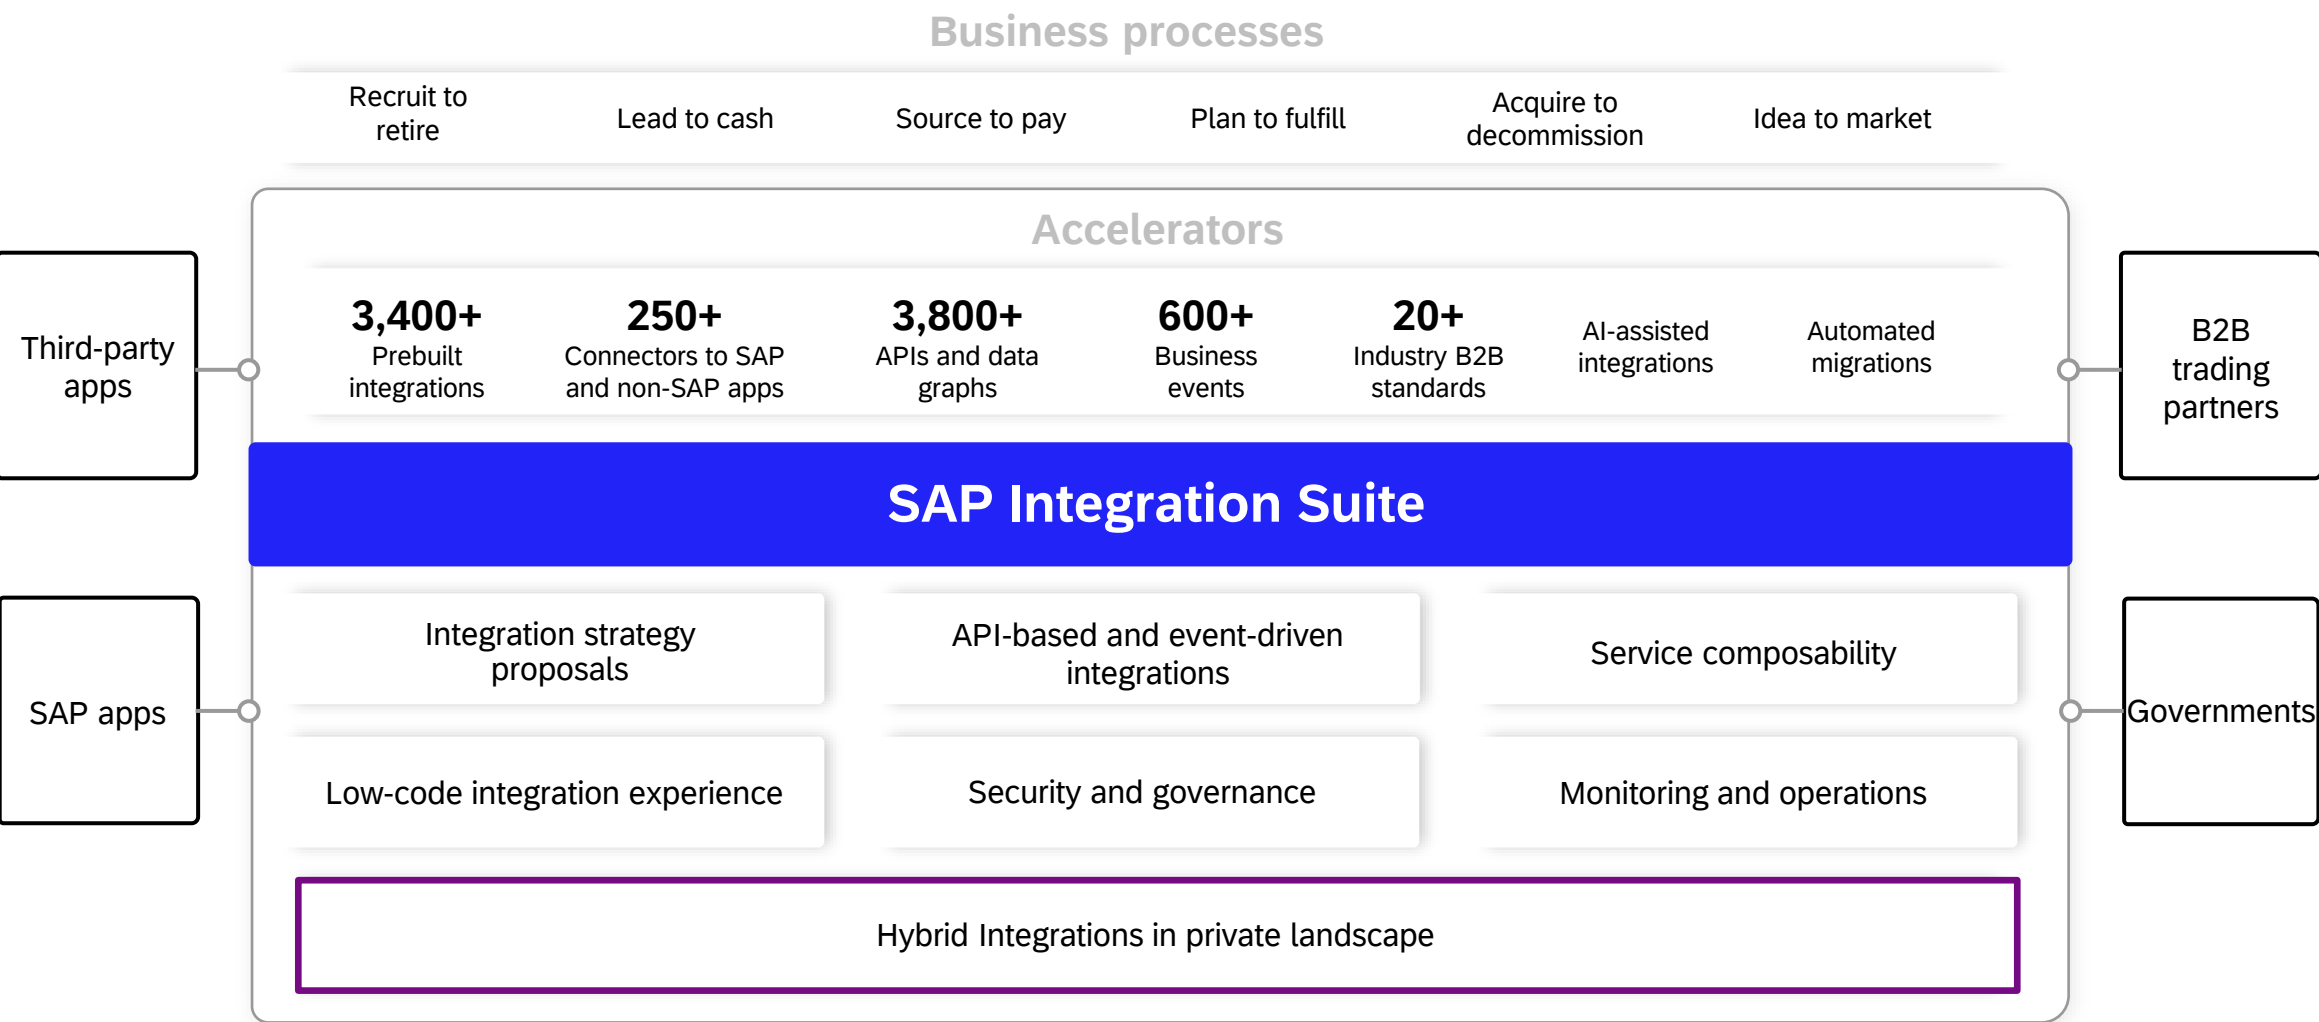 Business processes
Recruit to
retire
Lead to cash
Source to pay
Plan to fulfill
Acquire to
decommission
Idea to market
Accelerators
3,400+
Prebuilt
integrations
250+
Connectors to SAP
and non-SAP apps
3,800+
APIs and data
graphs
600+
Business
events
20+
Industry B2B
standards
AI-assisted
integrations
Automated
migrations
Third-party
apps
B2B
trading
partners
SAP Integration Suite
Integration strategy
proposals
API-based and event-driven
integrations
Service composability
SAP apps
Governments
Low-code integration experience
Security and governance
Monitoring and operations
Hybrid Integrations in private landscape